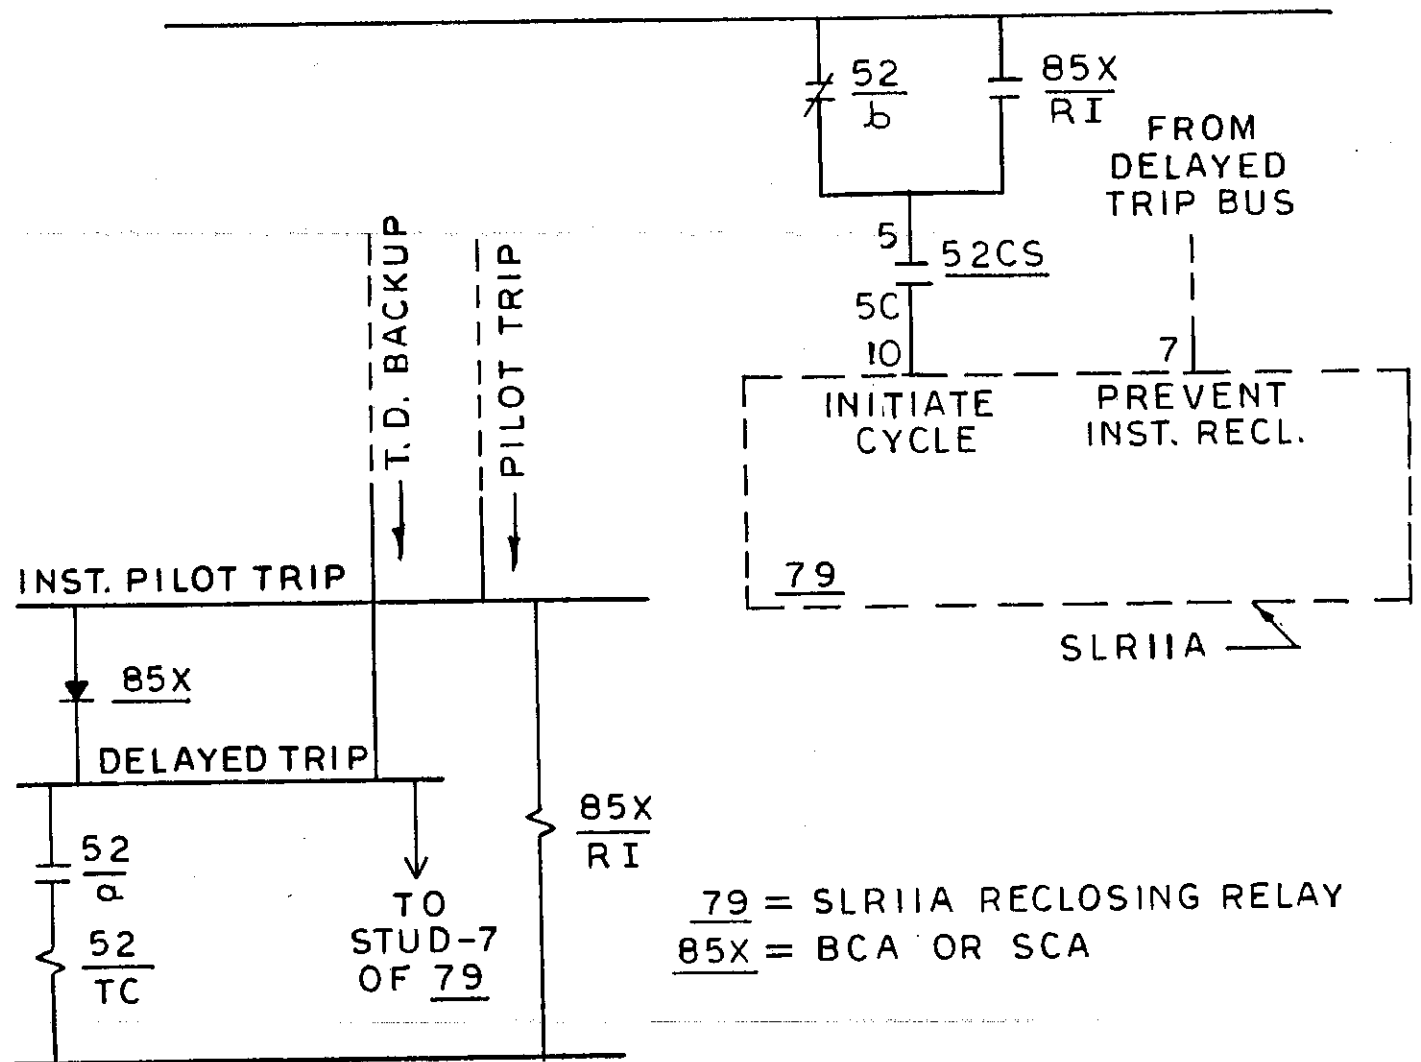 52
b
85X
RI
FROM
DELAYED
TRIP BUS
T.D. BACKUP
PILOT TRIP
5
52CS
5C
10
7
INITIATE
CYCLE
PREVENT
INST. RECL.
79
SLR11A
INST. PILOT TRIP
85X
DELAYED TRIP
52
a
52
TC
TO
STUD-7
OF 79
85X
RI
79 = SLR11A RECLOSING RELAY
85X = BCA OR SCA